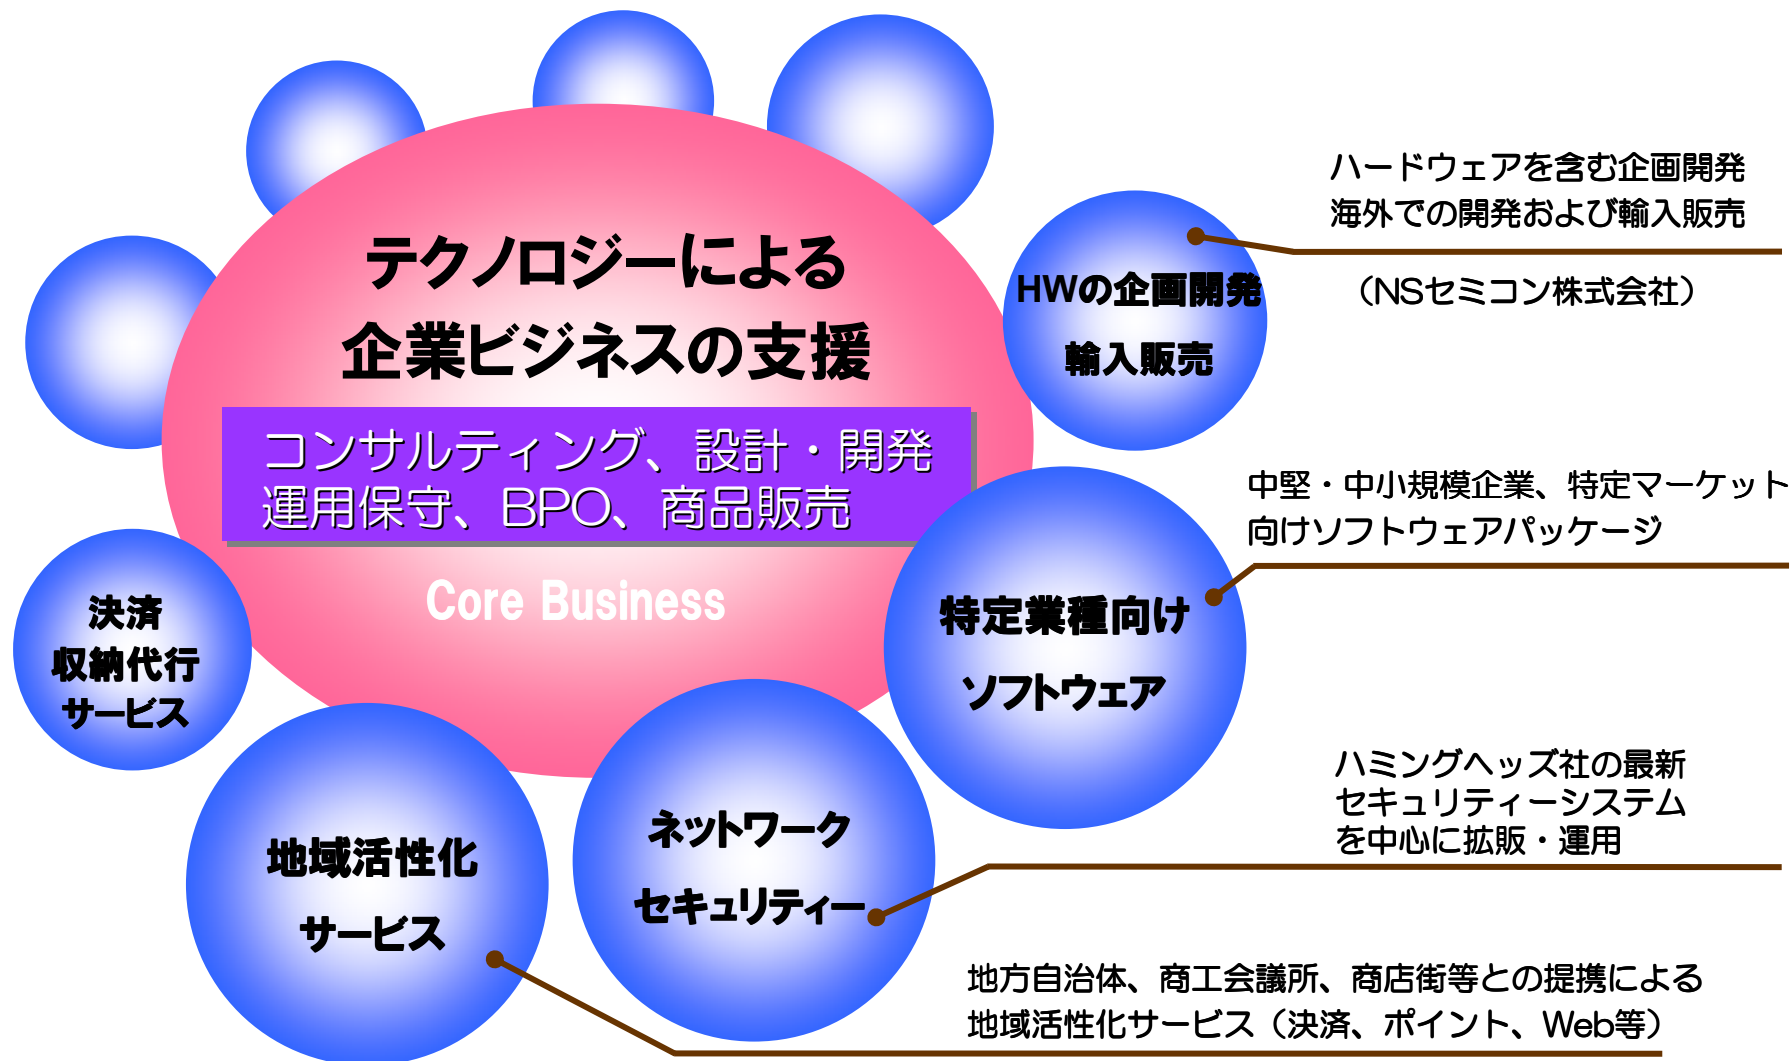 テクノロジーによる
企業ビジネスの支援
コンサルティング、設計・開発
運用保守、BPO、商品販売
Core Business
HWの企画開発
輸入販売
ハードウェアを含む企画開発
海外での開発および輸入販売
（NSセミコン株式会社）
特定業種向け
ソフトウェア
中堅・中小規模企業、特定マーケット
向けソフトウェアパッケージ
ネットワーク
セキュリティー
ハミングヘッズ社の最新
セキュリティーシステム
を中心に拡販・運用
地域活性化
サービス
地方自治体、商工会議所、商店街等との提携による
地域活性化サービス（決済、ポイント、Web等）
決済
収納代行
サービス